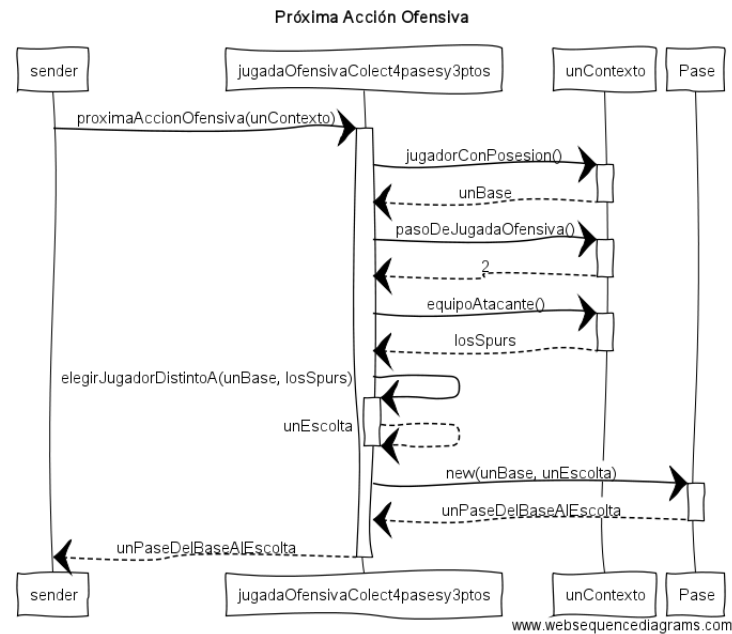 Próxima Acción Ofensiva
sender
jugadaOfensivaColect4pasesy3ptos
unContexto
Pase
proximaAccionOfensiva(unContexto)
jugadorConPosesion()
unBase
pasoDeJugadaOfensiva()
2
equipoAtacante()
losSpurs
elegirJugadorDistintoA(unBase, losSpurs)
unEscolta
new(unBase, unEscolta)
unPaseDelBaseAlEscolta
unPaseDelBaseAlEscolta
sender
jugadaOfensivaColect4pasesy3ptos
unContexto
Pase
www.websequencediagrams.com